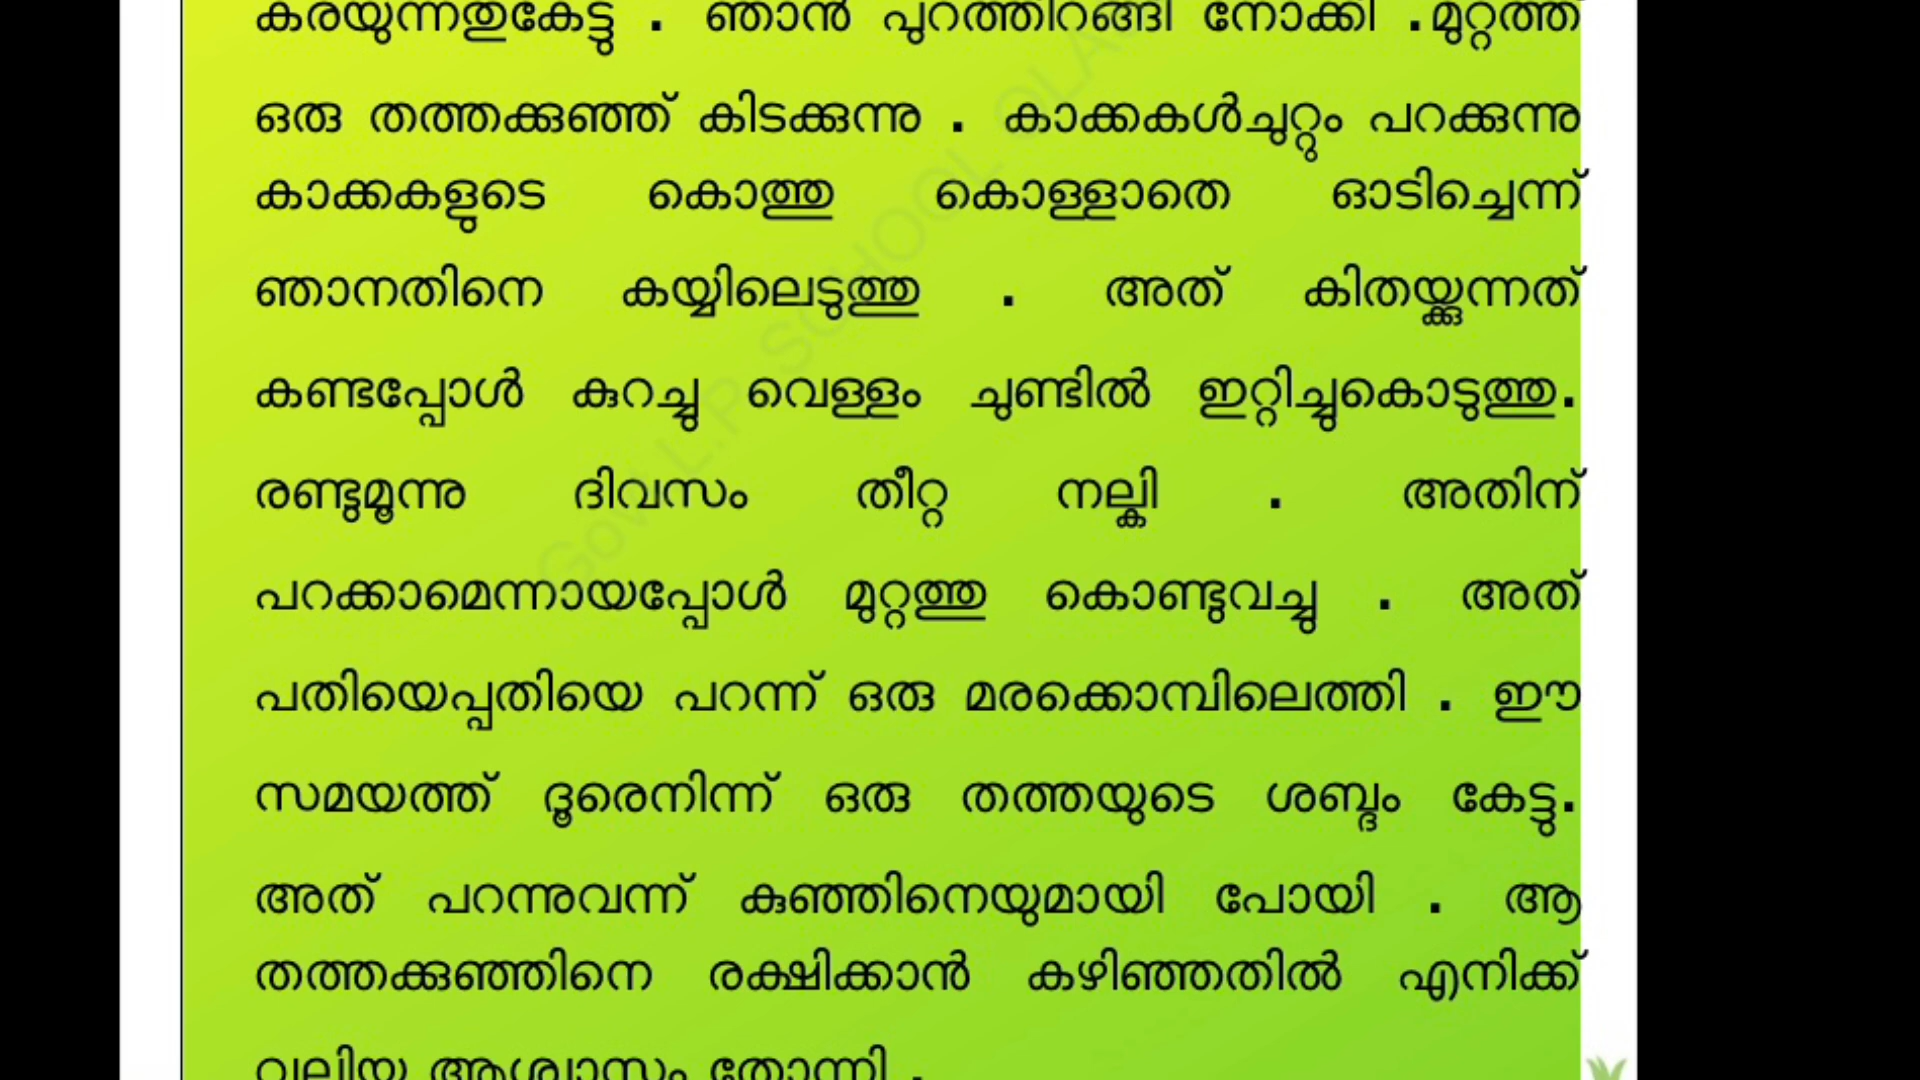 കരയുന്നതുകേട്ടു . ഞാൻ പുറത്തിറങ്ങി നോക്കി .മുറ്റത്ത്
ഒരു തത്തക്കുഞ്ഞ് കിടക്കുന്നു . കാക്കകൾചുറ്റും പറക്കുന്നു
കാക്കകളുടെ കൊത്തു കൊള്ളാതെ ഓടിച്ചെന്ന്
ഞാനതിനെ കയ്യിലെടുത്തു . അത് കിതയ്ക്കുന്നത്
കണ്ടപ്പോൾ കുറച്ചു വെള്ളം ചുണ്ടിൽ ഇറ്റിച്ചുകൊടുത്തു.
രണ്ടുമൂന്നു ദിവസം തീറ്റ നല്കി . അതിന്
പറക്കാമെന്നായപ്പോൾ മുറ്റത്തു കൊണ്ടുവച്ചു . അത്
പതിയെപ്പതിയെ പറന്ന് ഒരു മരക്കൊമ്പിലെത്തി . ഈ
സമയത്ത് ദൂരെനിന്ന് ഒരു തത്തയുടെ ശബ്ദം കേട്ടു.
അത് പറന്നുവന്ന് കുഞ്ഞിനെയുമായി പോയി . ആ
തത്തക്കുഞ്ഞിനെ രക്ഷിക്കാൻ കഴിഞ്ഞതിൽ എനിക്ക്
വലിയ ആശ്വാസം തോന്നി .